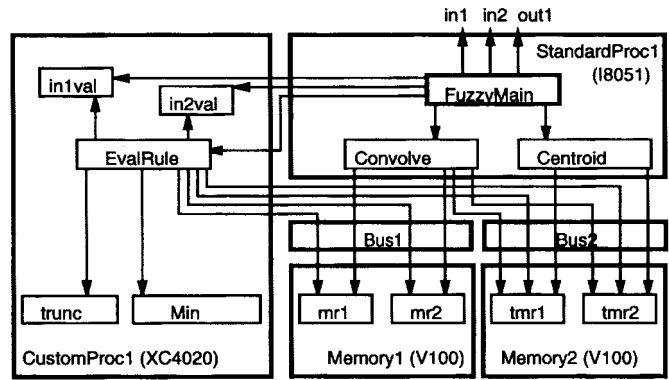 in1 in2 out1
StandardProc1
(I8051)
in1val
in2val
FuzzyMain
EvalRule
Convolve
Centroid
Bus1
Bus2
trunc
Min
mr1
mr2
tmr1
tmr2
CustomProc1 (XC4020)
Memory1 (V100)
Memory2 (V100)